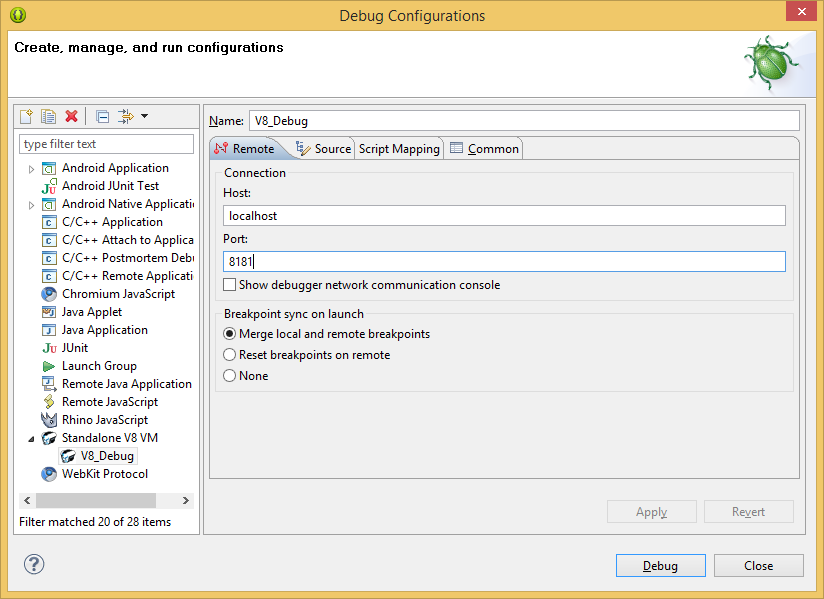 Debug Configurations
Create, manage, and run configurations
type filter text
Android Application
Android JUnit Test
Android Native Applicatio
C/C++ Application
C/C++ Attach to Applica
C/C++ Postmortem Debu
C/C++ Remote Applicati
Chromium JavaScript
Java Applet
Java Application
JUnit
Launch Group
Remote Java Application
Remote JavaScript
Rhino JavaScript
Standalone V8 VM
V8_Debug
WebKit Protocol
Filter matched 20 of 28 items
Name: V8_Debug
Remote Source Script Mapping Common
Connection
Host:
localhost
Port:
8181
Show debugger network communication console
Breakpoint sync on launch
Merge local and remote breakpoints
Reset breakpoints on remote
None
Apply Revert
Debug Close